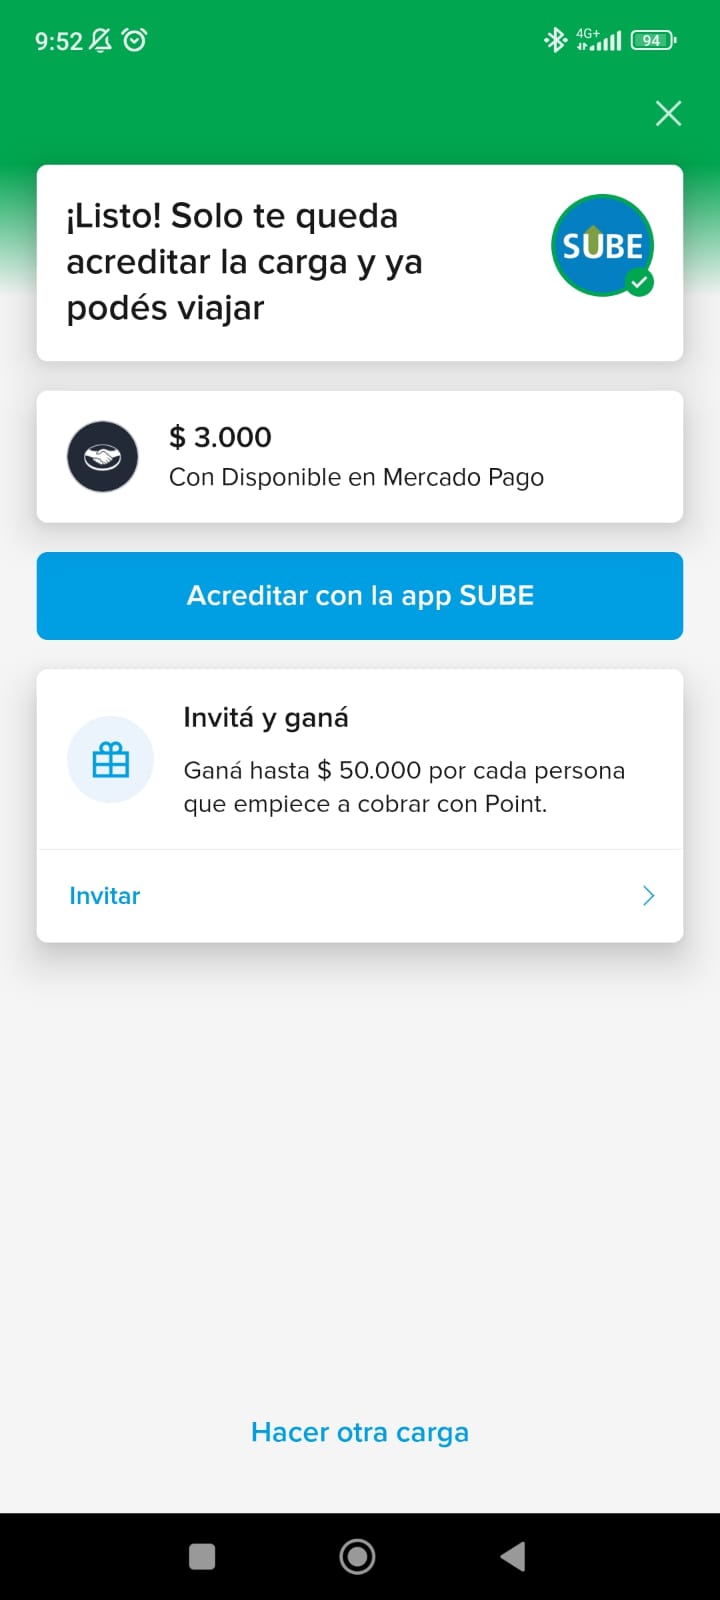 9:52
4G+
94
¡Listo! Solo te queda
acreditar la carga y ya
podés viajar
SUBE
$ 3.000
Con Disponible en Mercado Pago
Acreditar con la app SUBE
Invitá y ganá
Ganá hasta $ 50.000 por cada persona
que empiece a cobrar con Point.
Invitar
Hacer otra carga